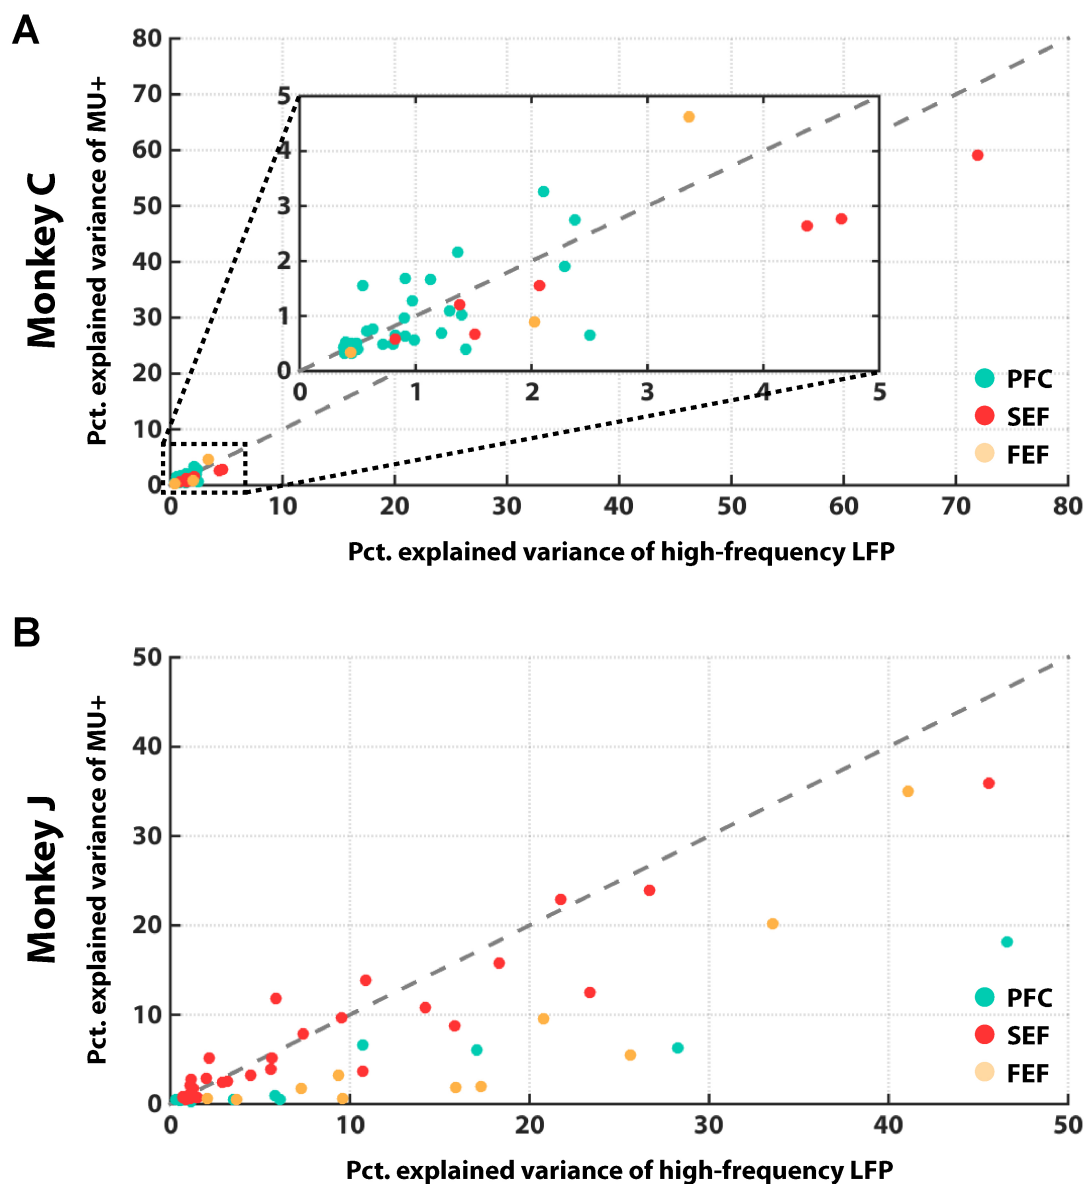 A
Monkey C
Pct. explained variance of MU+
80
70
60
50
40
30
20
10
0
5
4
3
2
1
0
0 1 2 3 4 5
PFC
SEF
FEF
0 10 20 30 40 50 60 70 80
Pct. explained variance of high-frequency LFP
B
Monkey J
Pct. explained variance of MU+
50
40
30
20
10
0
PFC
SEF
FEF
0 10 20 30 40 50
Pct. explained variance of high-frequency LFP